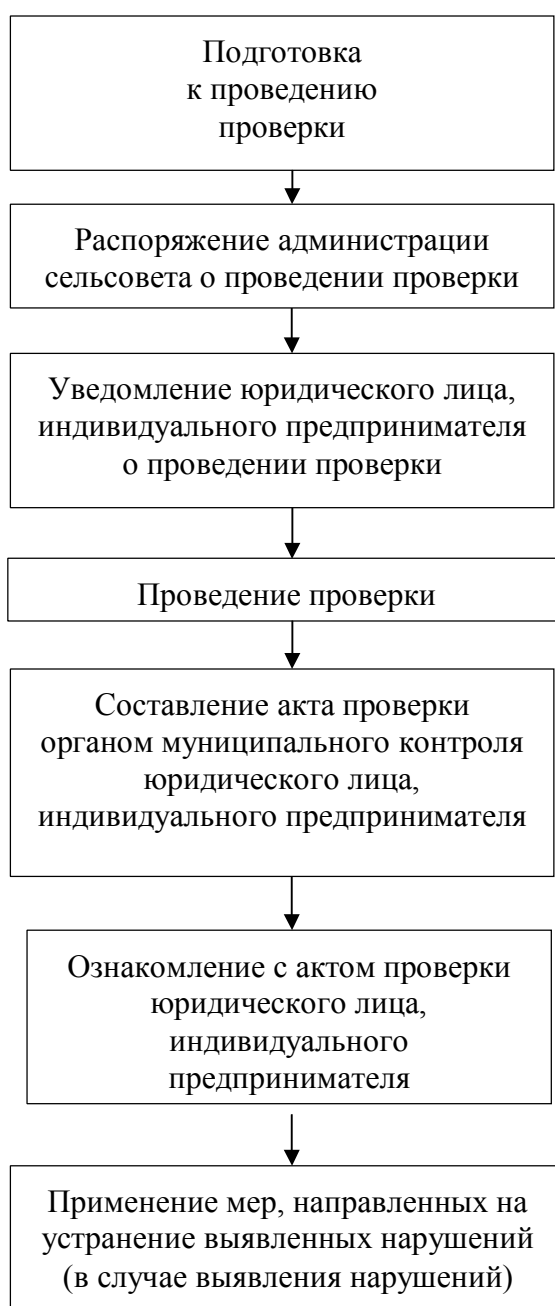 Подготовка
к проведению
проверки
Распоряжение администрации
сельсовета о проведении проверки
Уведомление юридического лица,
индивидуального предпринимателя
о проведении проверки
Проведение проверки
Составление акта проверки
органом муниципального контроля
юридического лица,
индивидуального предпринимателя
Ознакомление с актом проверки
юридического лица,
индивидуального
предпринимателя
Применение мер, направленных на
устранение выявленных нарушений
(в случае выявления нарушений)